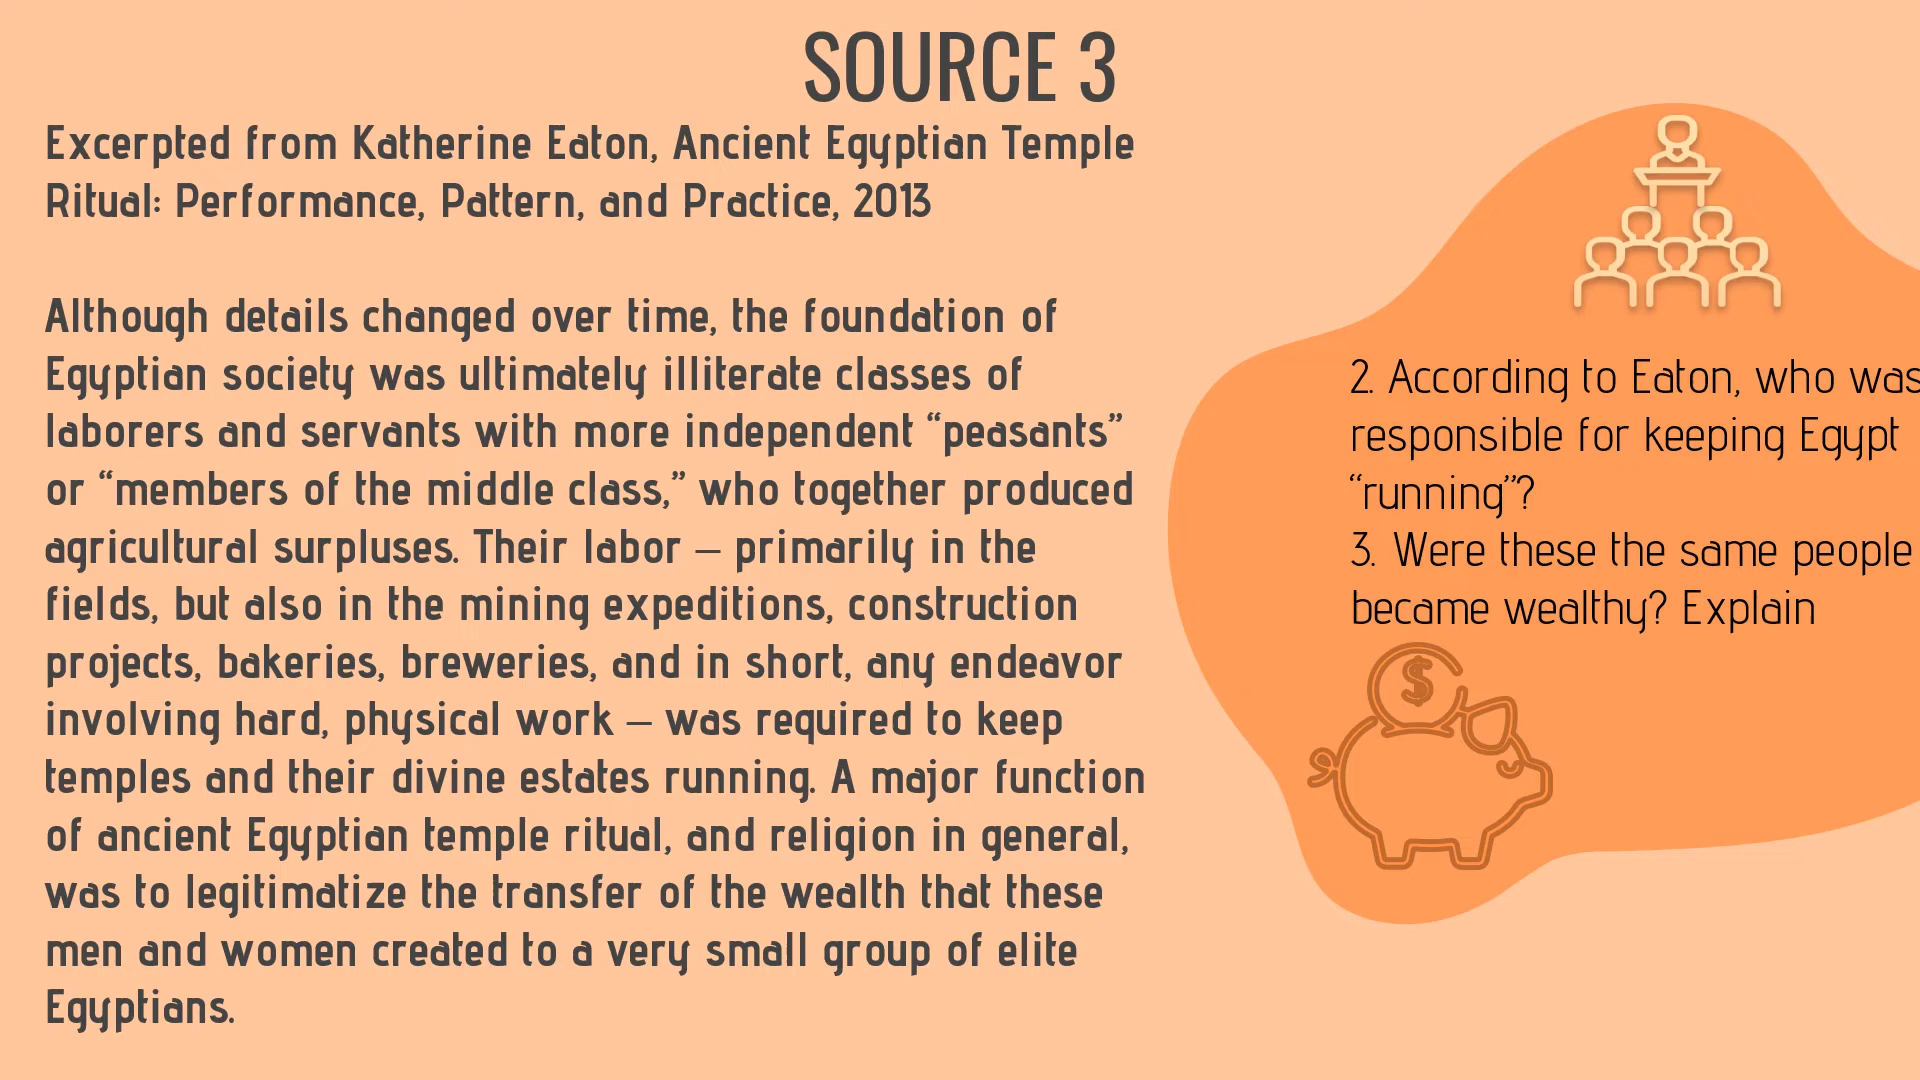 SOURCE 3
Excerpted from Katherine Eaton, Ancient Egyptian Temple
Ritual: Performance, Pattern, and Practice, 2013
Although details changed over time, the foundation of
Egyptian society was ultimately illiterate classes of
laborers and servants with more independent “peasants”
or “members of the middle class,” who together produced
agricultural surpluses. Their labor – primarily in the
fields, but also in the mining expeditions, construction
projects, bakeries, breweries, and in short, any endeavor
involving hard, physical work – was required to keep
temples and their divine estates running. A major function
of ancient Egyptian temple ritual, and religion in general,
was to legitimatize the transfer of the wealth that these
men and women created to a very small group of elite
Egyptians.
2. According to Eaton, who was
responsible for keeping Egypt
“running”?
3. Were these the same people
became wealthy? Explain
$